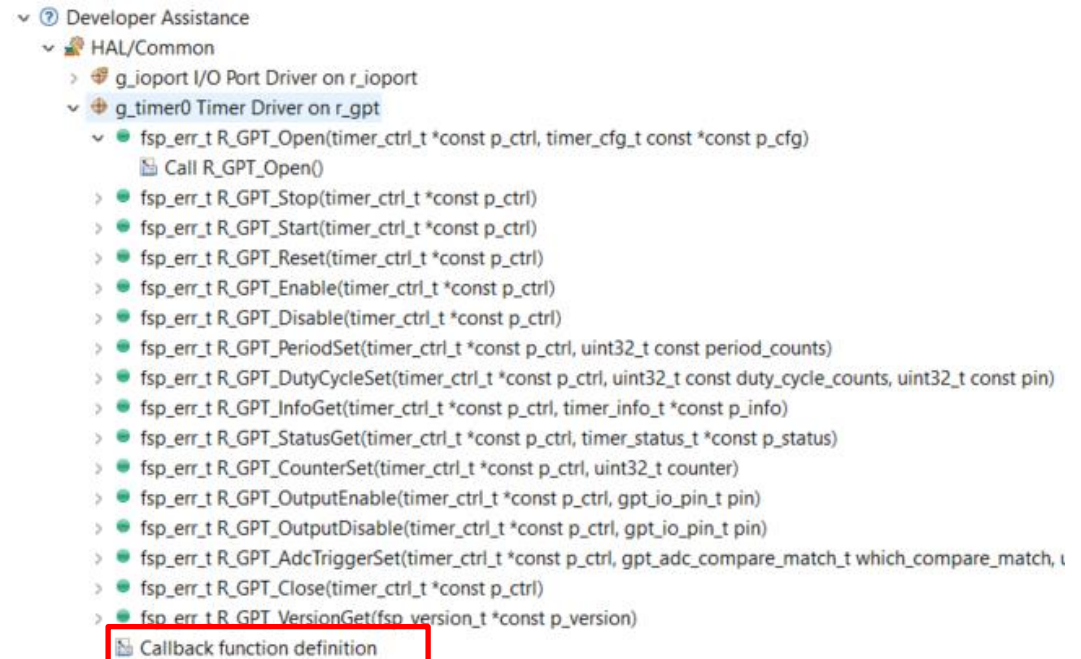 Developer Assistance
HAL/Common
g_ioport I/O Port Driver on r_ioport
g_timer0 Timer Driver on r_gpt
fsp_err_t R_GPT_Open(timer_ctrl_t *const p_ctrl, timer_cfg_t const *const p_cfg)
Call R_GPT_Open()
fsp_err_t R_GPT_Stop(timer_ctrl_t *const p_ctrl)
fsp_err_t R_GPT_Start(timer_ctrl_t *const p_ctrl)
fsp_err_t R_GPT_Reset(timer_ctrl_t *const p_ctrl)
fsp_err_t R_GPT_Enable(timer_ctrl_t *const p_ctrl)
fsp_err_t R_GPT_Disable(timer_ctrl_t *const p_ctrl)
fsp_err_t R_GPT_PeriodSet(timer_ctrl_t *const p_ctrl, uint32_t const period_counts)
fsp_err_t R_GPT_DutyCycleSet(timer_ctrl_t *const p_ctrl, uint32_t const duty_cycle_counts, uint32_t const pin)
fsp_err_t R_GPT_InfoGet(timer_ctrl_t *const p_ctrl, timer_info_t *const p_info)
fsp_err_t R_GPT_StatusGet(timer_ctrl_t *const p_ctrl, timer_status_t *const p_status)
fsp_err_t R_GPT_CounterSet(timer_ctrl_t *const p_ctrl, uint32_t counter)
fsp_err_t R_GPT_OutputEnable(timer_ctrl_t *const p_ctrl, gpt_io_pin_t pin)
fsp_err_t R_GPT_OutputDisable(timer_ctrl_t *const p_ctrl, gpt_io_pin_t pin)
fsp_err_t R_GPT_AdcTriggerSet(timer_ctrl_t *const p_ctrl, gpt_adc_compare_match_t which_compare_match, u
fsp_err_t R_GPT_Close(timer_ctrl_t *const p_ctrl)
fsp_err_t R_GPT_VersionGet(fsp_version_t *const p_version)
Callback function definition